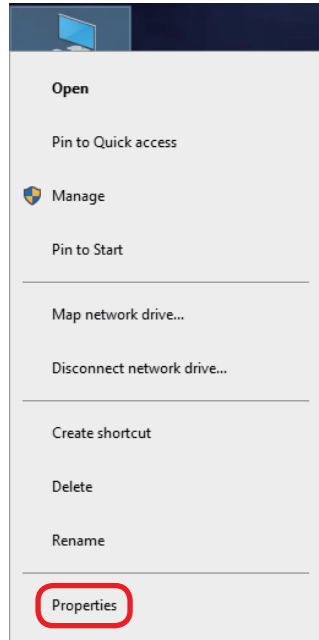 Open
Pin to Quick access
Manage
Pin to Start
Map network drive...
Disconnect network drive...
Create shortcut
Delete
Rename
Properties